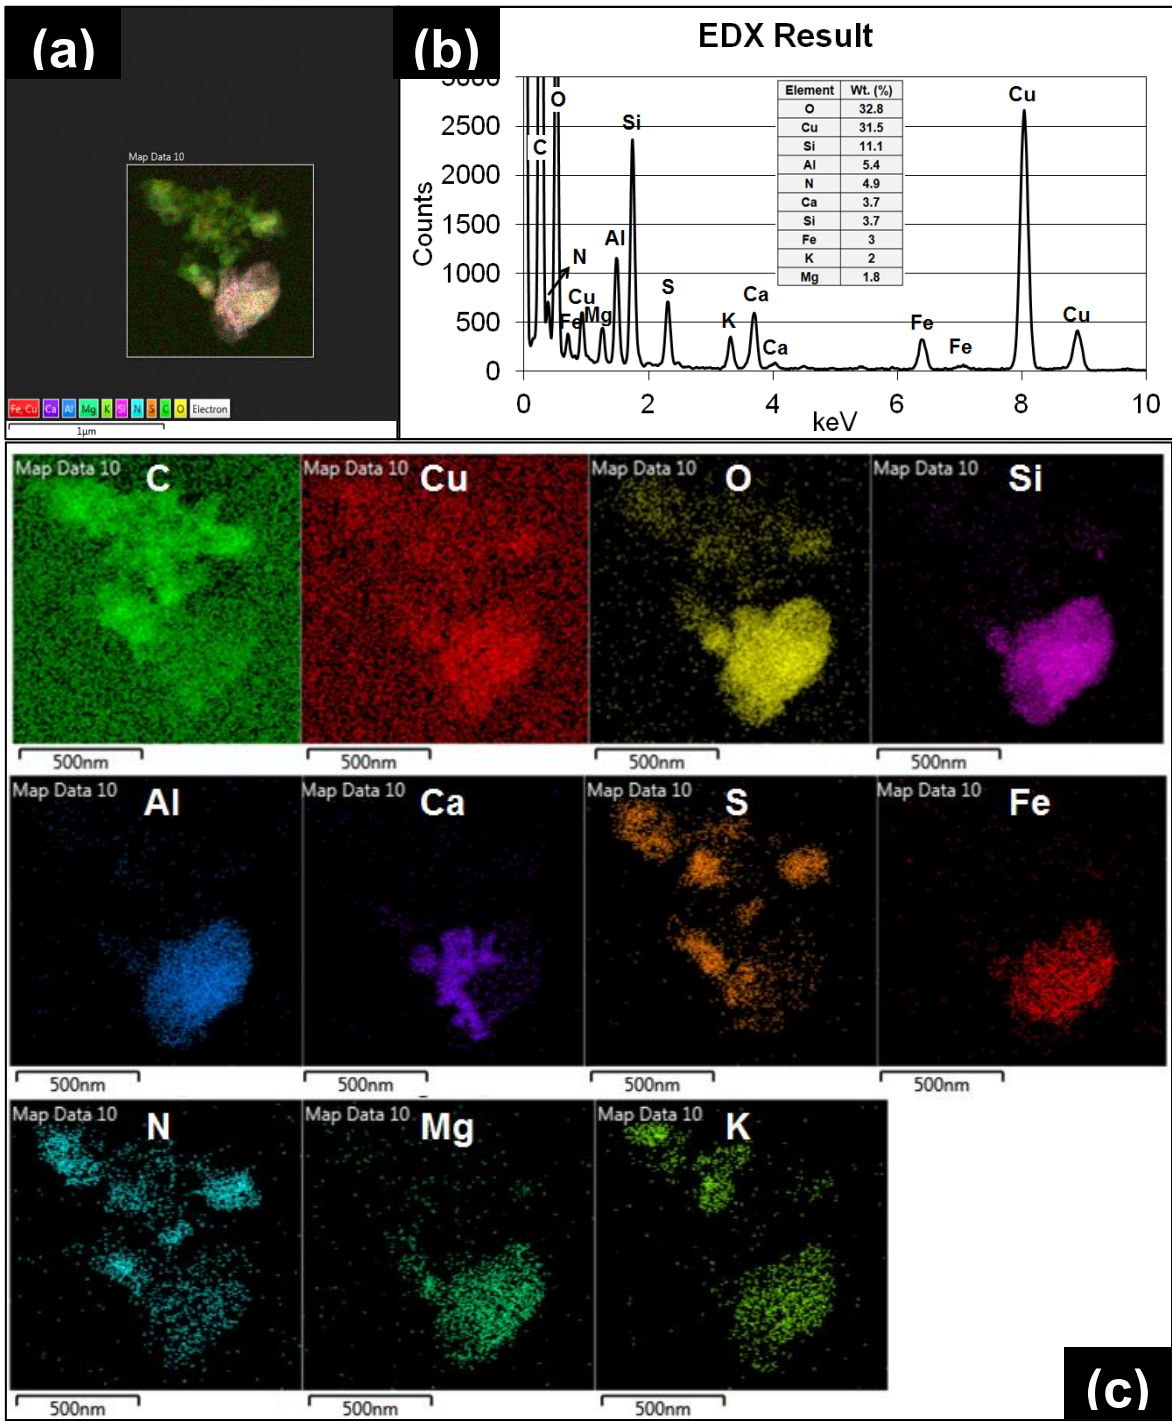 (a)
Map Data 10
Fe, Cu Ca Al Mg K Si N S C O Electron
1µm
(b)
EDX Result
Counts
3000
2500
2000
1500
1000
500
0
0 2 4 6 8 10
keV
C
O
N
Fe
Cu
Mg
Al
Si
S
K
Ca
Ca
Fe
Fe
Cu
Cu
Element Wt. (%)
O 32.8
Cu 31.5
Si 11.1
Al 5.4
N 4.9
Ca 3.7
Si 3.7
Fe 3
K 2
Mg 1.8
Map Data 10 C
Map Data 10 Cu
Map Data 10 O
Map Data 10 Si
500nm
500nm
500nm
500nm
Map Data 10 Al
Map Data 10 Ca
Map Data 10 S
Map Data 10 Fe
500nm
500nm
500nm
500nm
Map Data 10 N
Map Data 10 Mg
Map Data 10 K
500nm
500nm
500nm
(c)